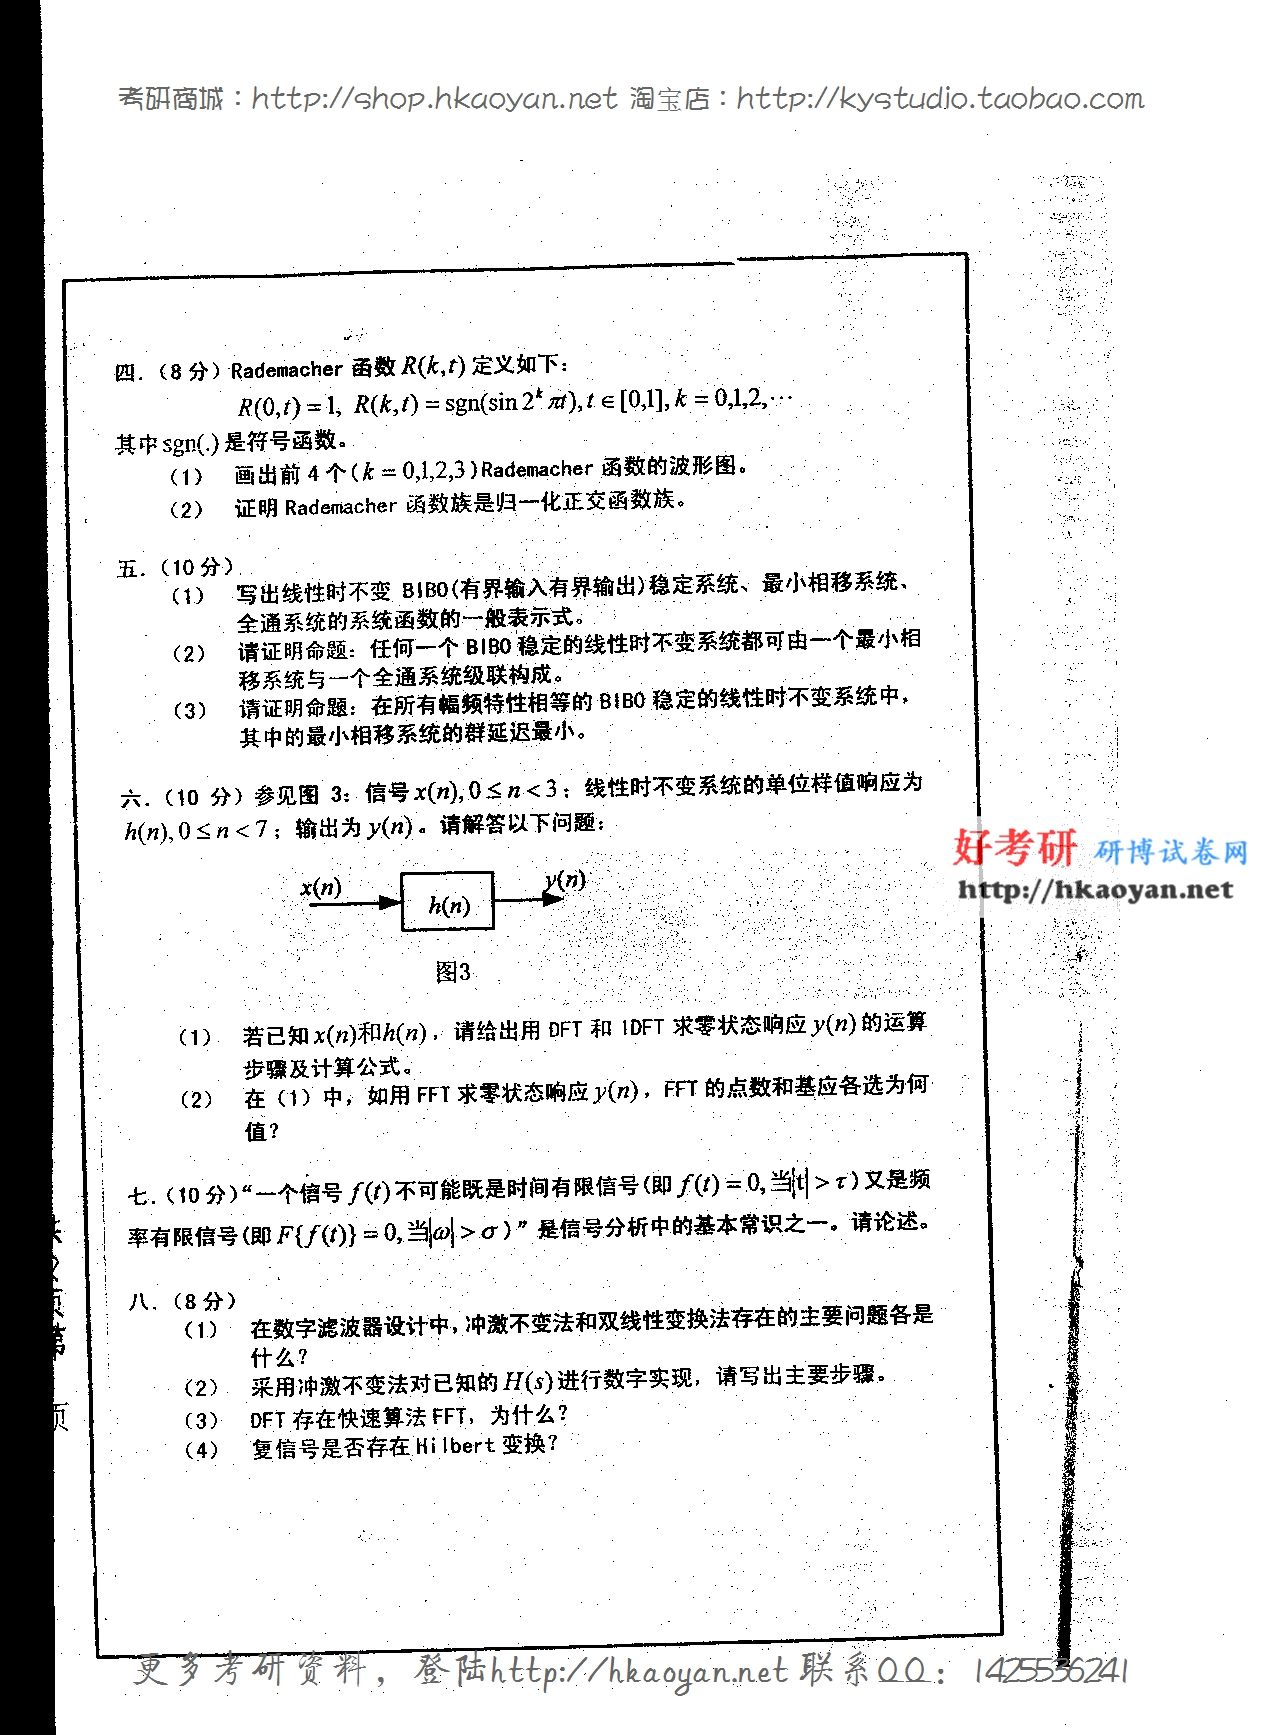 考研商城：http://shop.hkaoyan.net 淘宝店：http://kystudio.taobao.com
四．（8 分）Rademacher 函数 R(k,t) 定义如下：
R(0,t) = 1, R(k,t) = sgn(sin 2^k πt), t ∈ [0,1], k = 0,1,2,⋯
其中 sgn(.) 是符号函数。
（1） 画出前 4 个（k = 0,1,2,3）Rademacher 函数的波形图。
（2） 证明 Rademacher 函数族是归一化正交函数族。
五．（10 分）
（1） 写出线性时不变 BIBO(有界输入有界输出)稳定系统、最小相移系统、
全通系统的系统函数的一般表示式。
（2） 请证明命题：任何一个 BIBO 稳定的线性时不变系统都可由一个最小相
移系统与一个全通系统级联构成。
（3） 请证明命题：在所有幅频特性相等的 BIBO 稳定的线性时不变系统中，
其中的最小相移系统的群延迟最小。
六．（10 分）参见图 3：信号 x(n), 0 ≤ n < 3；线性时不变系统的单位样值响应为
h(n), 0 ≤ n < 7；输出为 y(n)。请解答以下问题：
好考研 研博试卷网
http://hkaoyan.net
x(n) h(n) y(n)
图3
（1） 若已知 x(n)和h(n)，请给出用 DFT 和 IDFT 求零状态响应 y(n) 的运算
步骤及计算公式。
（2） 在（1）中，如用 FFT 求零状态响应 y(n)，FFT 的点数和基应各选为何
值？
七．（10 分）“一个信号 f(t) 不可能既是时间有限信号(即 f(t) = 0, 当|t| > τ) 又是频
率有限信号(即 F{f(t)} = 0, 当|ω| > σ)”是信号分析中的基本常识之一。请论述。
八．（8 分）
（1） 在数字滤波器设计中，冲激不变法和双线性变换法存在的主要问题各是
什么？
（2） 采用冲激不变法对已知的 H(s) 进行数字实现，请写出主要步骤。
（3） DFT 存在快速算法 FFT，为什么？
（4） 复信号是否存在 Hilbert 变换？
第
页
更多考研资料，登陆http://hkaoyan.net 联系QQ：1425536241